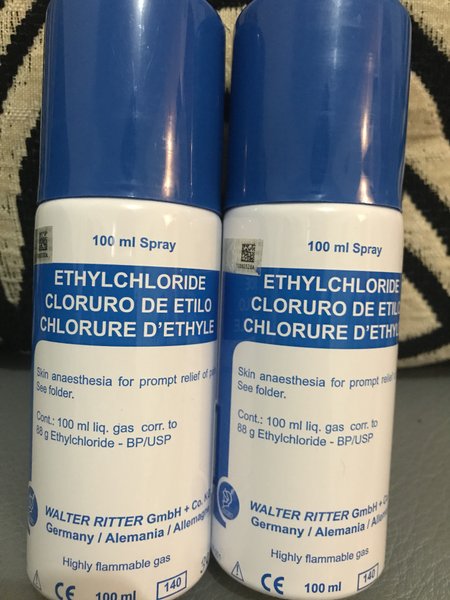 100 ml Spray
ETHYLCHLORIDE
CLORURO DE ETILO
CHLORURE D'ETHYLE
Skin anaesthesia for prompt relief of
See folder.
Cont.: 100 ml liq. gas corr. to
88 g Ethylchloride - BP/USP
WALTER RITTER GmbH + Co.
Germany / Alemania / Allemagne
Highly flammable gas
CE 100 ml 140
100 ml Spray
ETHYLCHLORIDE
CLORURO DE ETILO
CHLORURE D'ETHYL
Skin anaesthesia for prompt relief of
See folder.
Cont.: 100 ml liq. gas corr. to
88 g Ethylchloride - BP/USP
WALTER RITTER GmbH +
Germany / Alemania /
Highly flammable gas
CE 100 ml 140